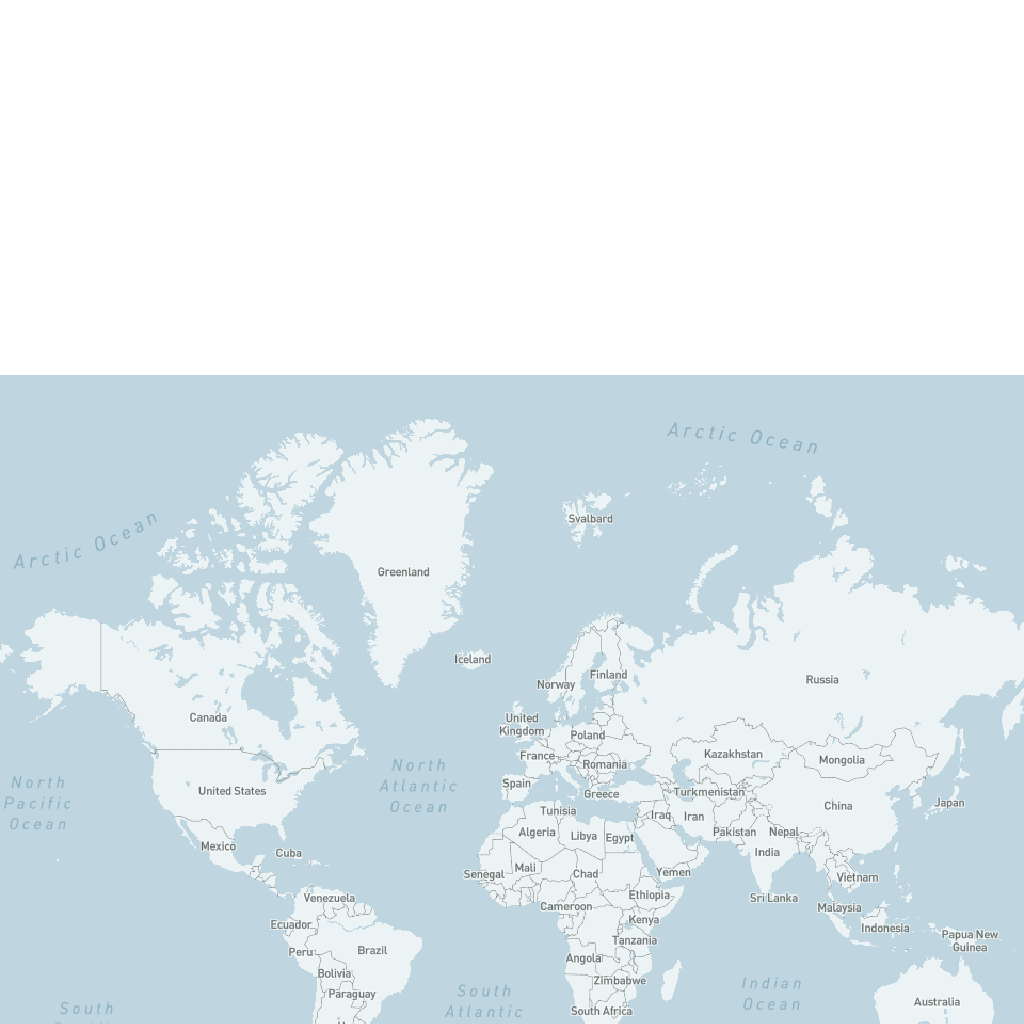 Arctic Ocean
Arctic Ocean
Svalbard
Greenland
Iceland
Finland
Norway
Russia
Canada
United
Kingdom
Poland
France
Kazakhstan
Mongolia
Romania
North
Atlantic
Ocean
North
Pacific
Ocean
Spain
United States
Greece
Turkmenistan
China
Japan
Tunisia
Iraq
Iran
Algeria
Libya
Egypt
Pakistan
Nepal
Mexico
Cuba
India
Mali
Senegal
Chad
Yemen
Vietnam
Venezuela
Ethiopia
Sri Lanka
Cameroon
Malaysia
Ecuador
Kenya
Indonesia
Papua New
Guinea
Tanzania
Peru
Brazil
Angola
Bolivia
Zimbabwe
Indian
Ocean
Paraguay
South
Atlantic
Australia
South
South Africa